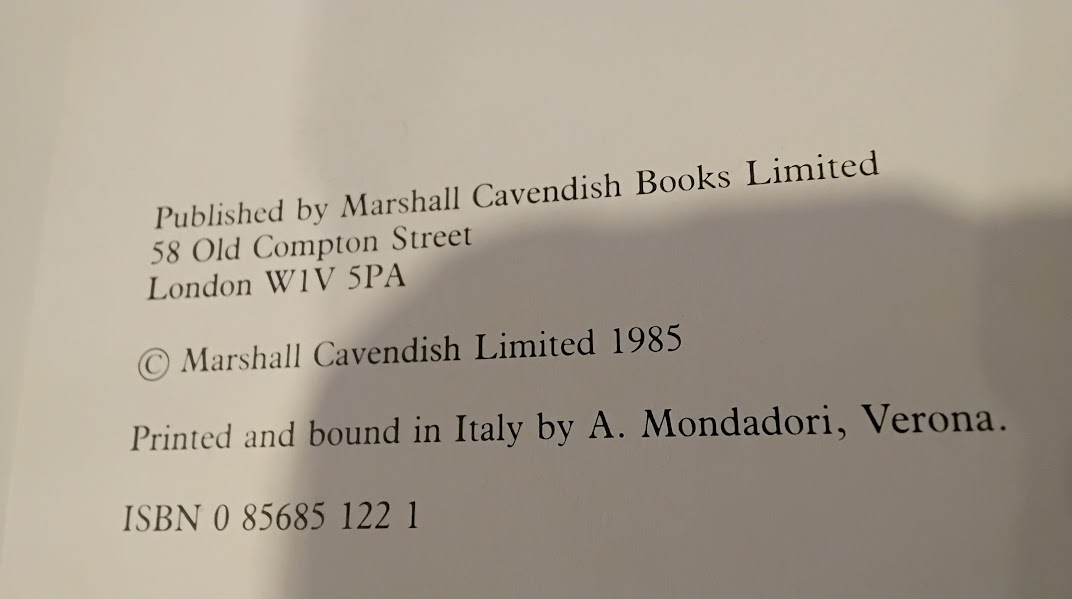 Published by Marshall Cavendish Books Limited
58 Old Compton Street
London W1V 5PA
© Marshall Cavendish Limited 1985
Printed and bound in Italy by A. Mondadori, Verona.
ISBN 0 85685 122 1